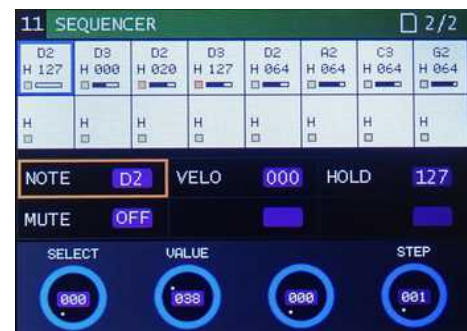 11 SEQUENCER 2/2
D2 D3 D2 D3 D2 A2 C3 G2
H 127 H 000 H 020 H 127 H 064 H 064 H 064 H 064
H H H H H H H H
NOTE D2 VELO 000 HOLD 127
MUTE OFF
SELECT VALUE STEP
000 038 000 001